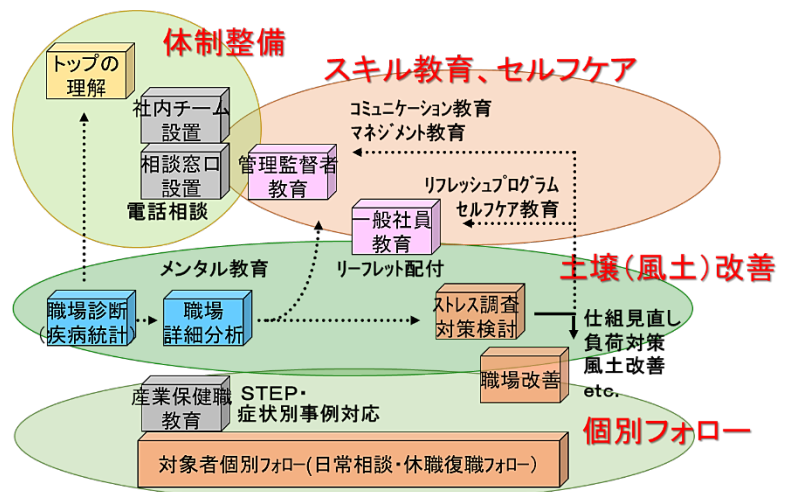 体制整備
トップの
理解
社内チーム
設置
相談窓口
設置
電話相談
スキル教育、セルフケア
コミュニケーション教育
マネジメント教育
管理監督者
教育
リフレッシュプログラム
セルフケア教育
一般社員
教育
リーフレット配付
土壌(風土)改善
メンタル教育
職場診断
(疾病統計)
職場
詳細分析
ストレス調査
対策検討
仕組見直し
負荷対策
風土改善
etc.
職場改善
産業保健職
教育
STEP・
症状別事例対応
個別フォロー
対象者個別フォロー(日常相談・休職復職フォロー)